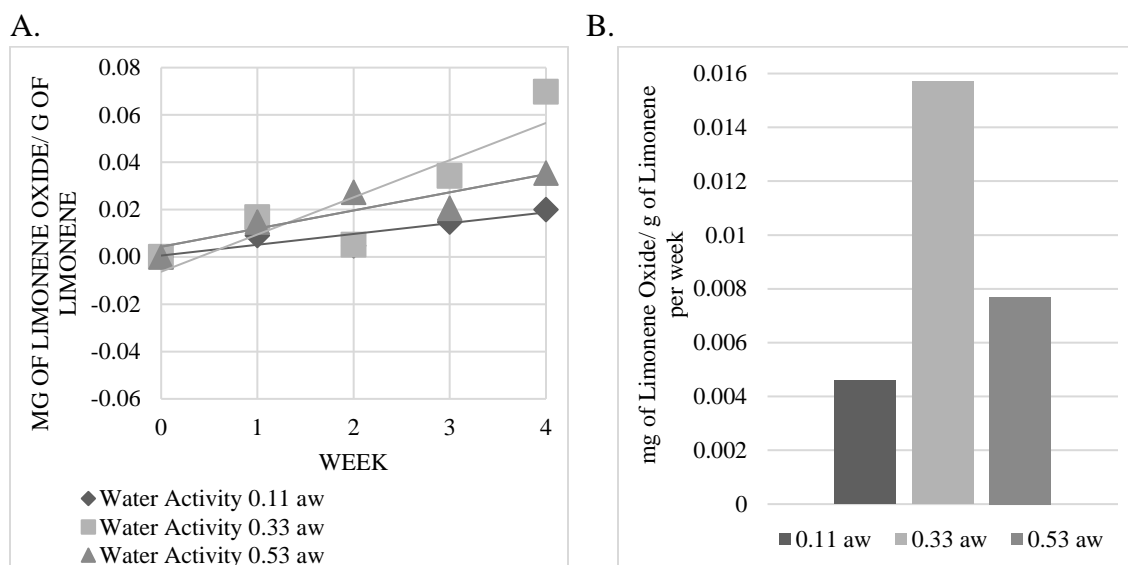 A.
MG OF LIMONENE OXIDE/ G OF
LIMONENE
0.08
0.06
0.04
0.02
0.00
-0.02
-0.04
-0.06
0 1 2 3 4
WEEK
Water Activity 0.11 aw
Water Activity 0.33 aw
Water Activity 0.53 aw
B.
mg of Limonene Oxide/ g of Limonene
per week
0.016
0.014
0.012
0.01
0.008
0.006
0.004
0.002
0
0.11 aw 0.33 aw 0.53 aw